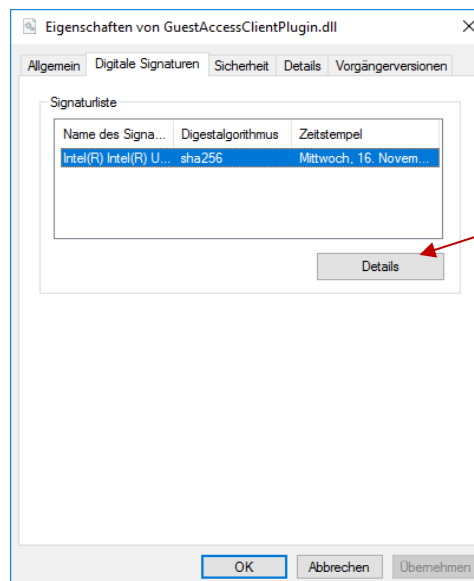 Eigenschaften von GuestAccessClientPlugin.dll
Allgemein Digitale Signaturen Sicherheit Details Vorgängerversionen
Signaturliste
Name des Signa... Digestalgorithmus Zeitstempel
Intel(R) Intel(R) U... sha256 Mittwoch, 16. Novem...
Details
OK Abbrechen Übernehmen